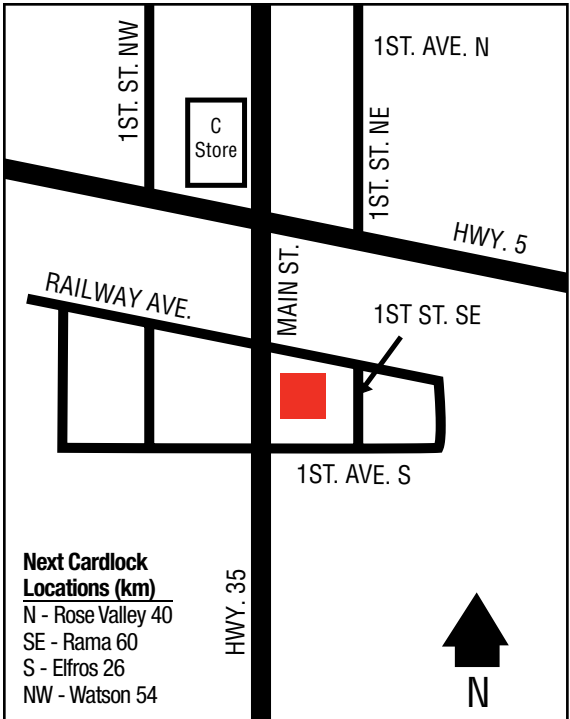 1ST. ST. NW
1ST. AVE. N
C
Store
1ST. ST. NE
HWY. 5
MAIN ST.
RAILWAY AVE.
1ST ST. SE
1ST. AVE. S
HWY. 35
Next Cardlock
Locations (km)
N - Rose Valley 40
SE - Rama 60
S - Elfros 26
NW - Watson 54
N